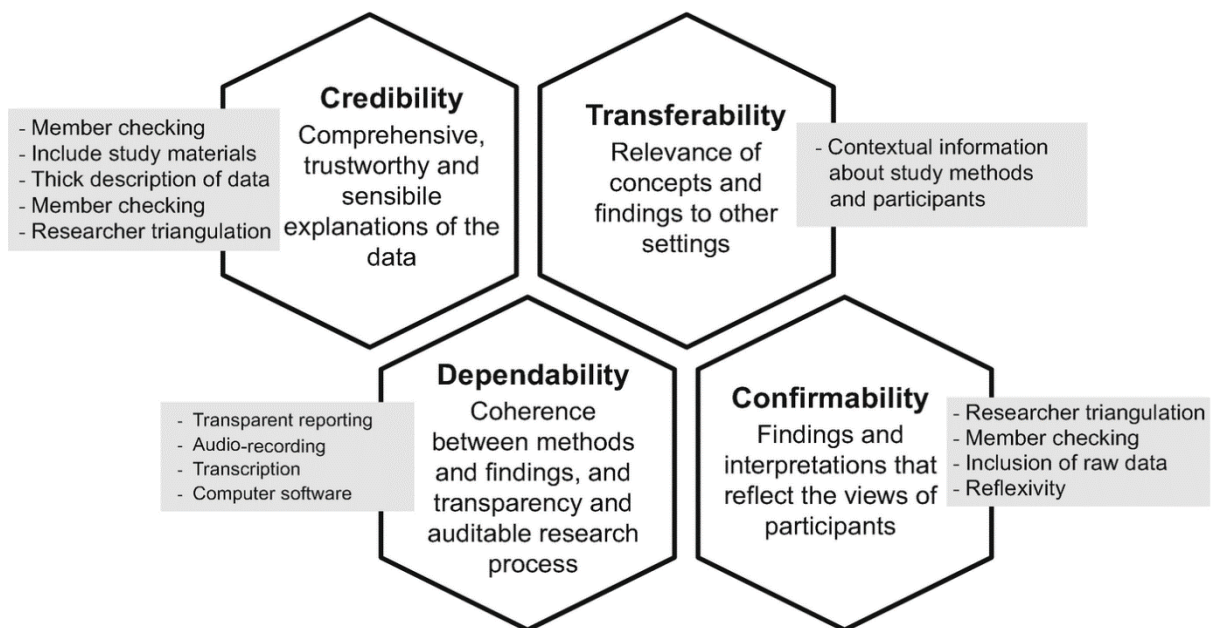 Credibility
Comprehensive,
trustworthy and
sensibile
explanations of the
data
- Member checking
- Include study materials
- Thick description of data
- Member checking
- Researcher triangulation
Transferability
Relevance of
concepts and
findings to other
settings
- Contextual information
about study methods
and participants
Dependability
Coherence
between methods
and findings, and
transparency and
auditable research
process
- Transparent reporting
- Audio-recording
- Transcription
- Computer software
Confirmability
Findings and
interpretations that
reflect the views of
participants
- Researcher triangulation
- Member checking
- Inclusion of raw data
- Reflexivity